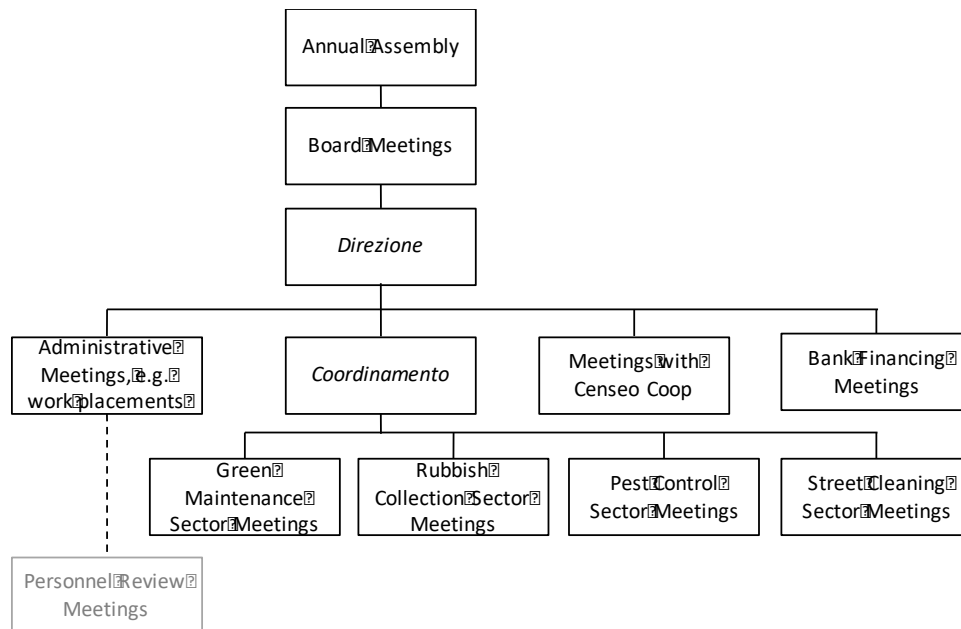 Annual Assembly
Board Meetings
Direzione
Administrative
Meetings, e.g.
work placements
Coordinamento
Meetings with
Censeo Coop
Bank Financing
Meetings
Green
Maintenance
Sector Meetings
Rubbish
Collection Sector
Meetings
Pest Control
Sector Meetings
Street Cleaning
Sector Meetings
Personnel Review
Meetings